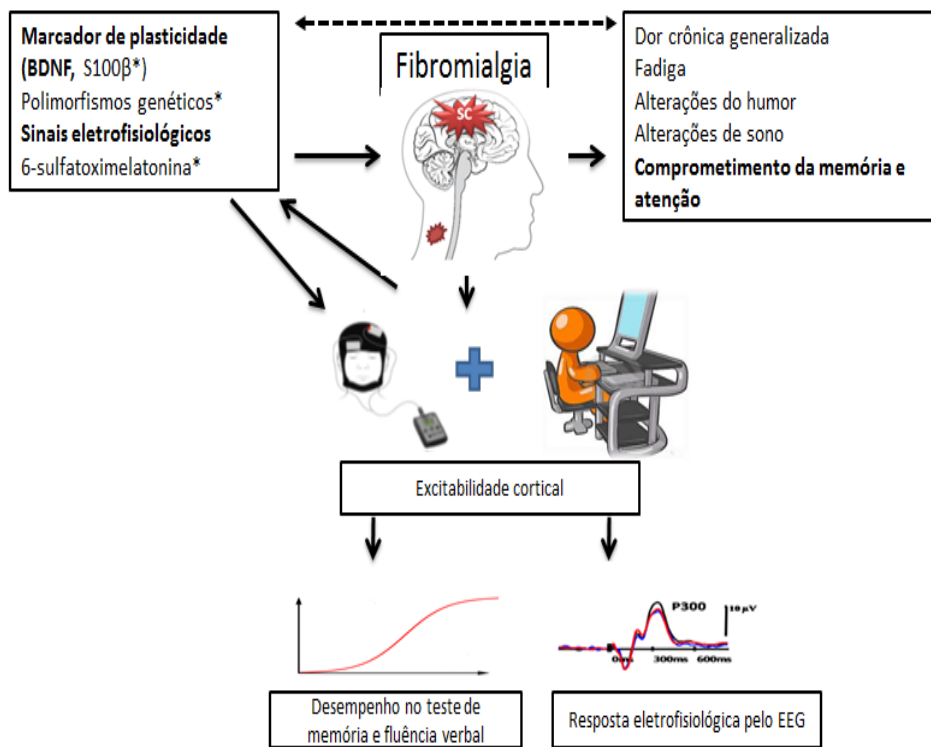 Marcador de plasticidade
(BDNF, S100β*)
Polimorfismos genéticos*
Sinais eletrofisiológicos
6-sulfatoximelatonina*
Fibromialgia
SC
Dor crônica generalizada
Fadiga
Alterações do humor
Alterações de sono
Comprometimento da memória e
atenção
Excitabilidade cortical
P300
10 µV
0ms 300ms 600ms
Desempenho no teste de
memória e fluência verbal
Resposta eletrofisiológica pelo EEG